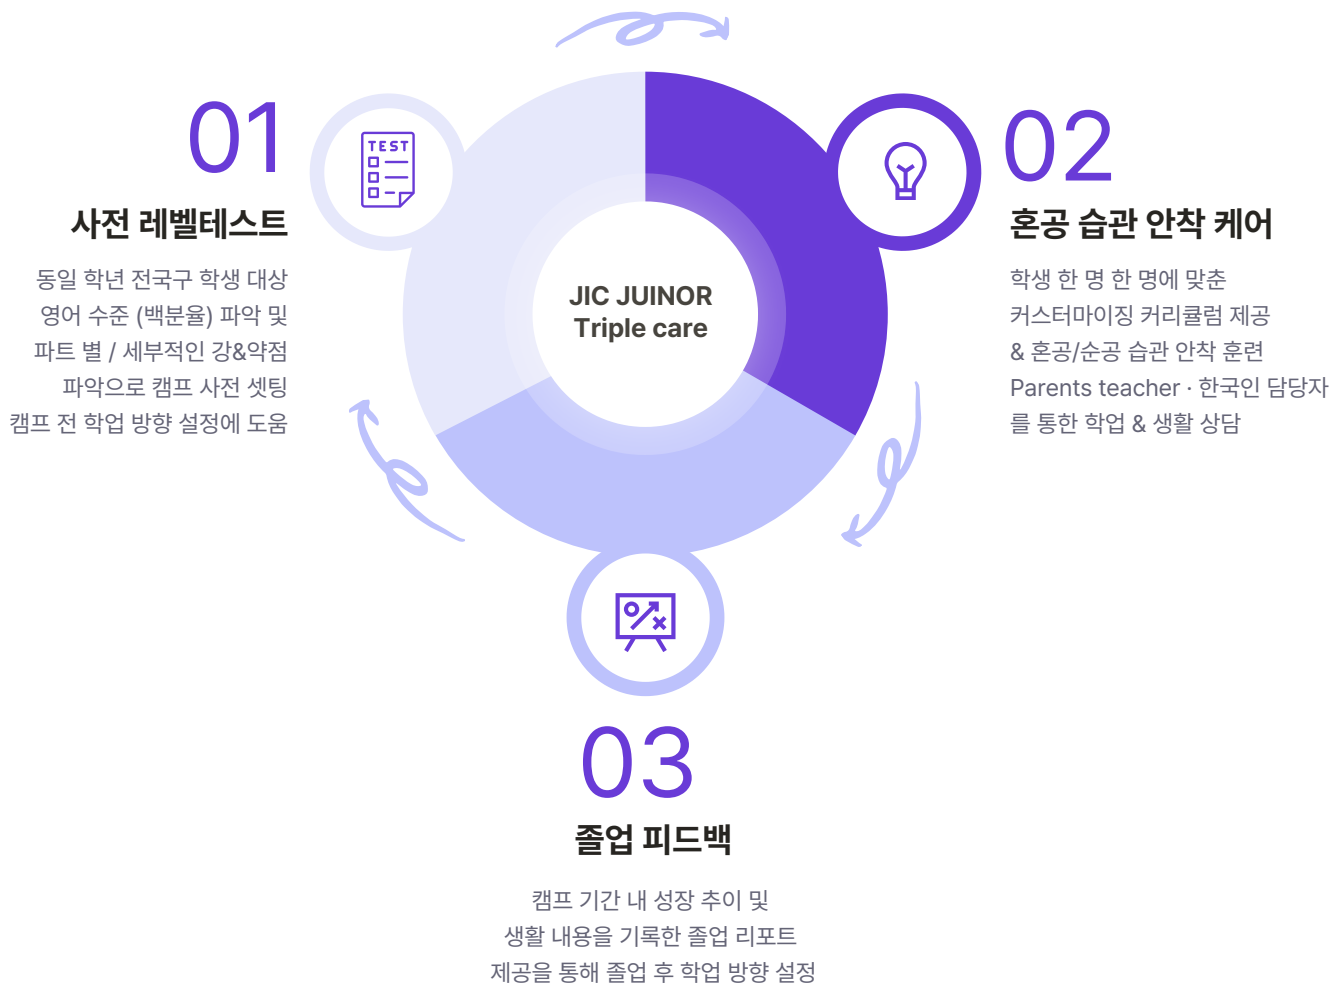 01
TEST
사전 레벨테스트
동일 학년 전국구 학생 대상
영어 수준 (백분율) 파악 및
파트 별 / 세부적인 강&약점
파악으로 캠프 사전 셋팅
캠프 전 학업 방향 설정에 도움
JIC JUINOR
Triple care
02
혼공 습관 안착 케어
학생 한 명 한 명에 맞춘
커스터마이징 커리큘럼 제공
& 혼공/순공 습관 안착 훈련
Parents teacher · 한국인 담당자
를 통한 학업 & 생활 상담
03
졸업 피드백
캠프 기간 내 성장 추이 및
생활 내용을 기록한 졸업 리포트
제공을 통해 졸업 후 학업 방향 설정